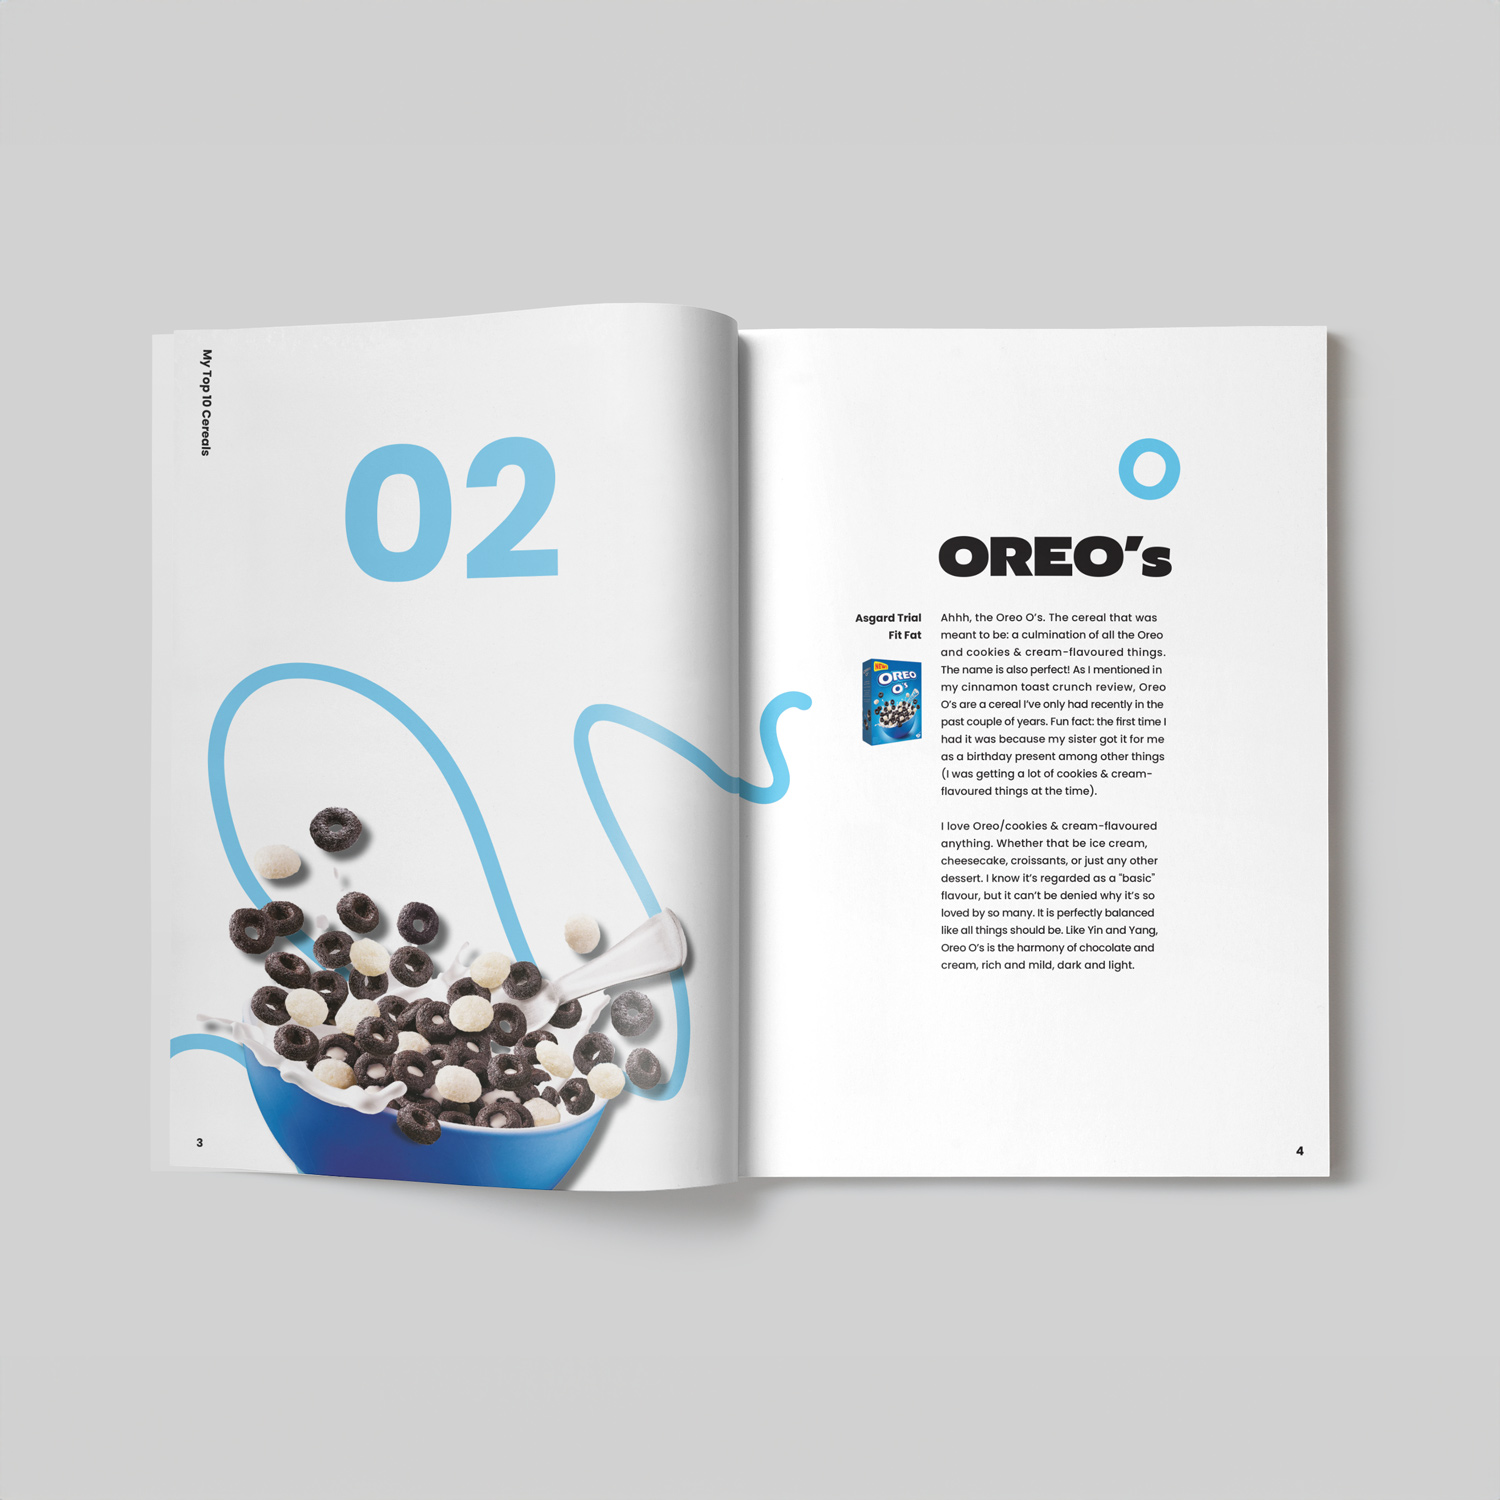 My Top 10 Cereals
02
3
O
OREO's
Asgard Trial
Fit Fat
NEW!
OREO
O's
Ahhh, the Oreo O's. The cereal that was
meant to be: a culmination of all the Oreo
and cookies & cream-flavoured things.
The name is also perfect! As I mentioned in
my cinnamon toast crunch review, Oreo
O's are a cereal I've only had recently in the
past couple of years. Fun fact: the first time I
had it was because my sister got it for me
as a birthday present among other things
(I was getting a lot of cookies & cream-
flavoured things at the time).
I love Oreo/cookies & cream-flavoured
anything. Whether that be ice cream,
cheesecake, croissants, or just any other
dessert. I know it's regarded as a "basic"
flavour, but it can't be denied why it's so
loved by so many. It is perfectly balanced
like all things should be. Like Yin and Yang,
Oreo O's is the harmony of chocolate and
cream, rich and mild, dark and light.
4